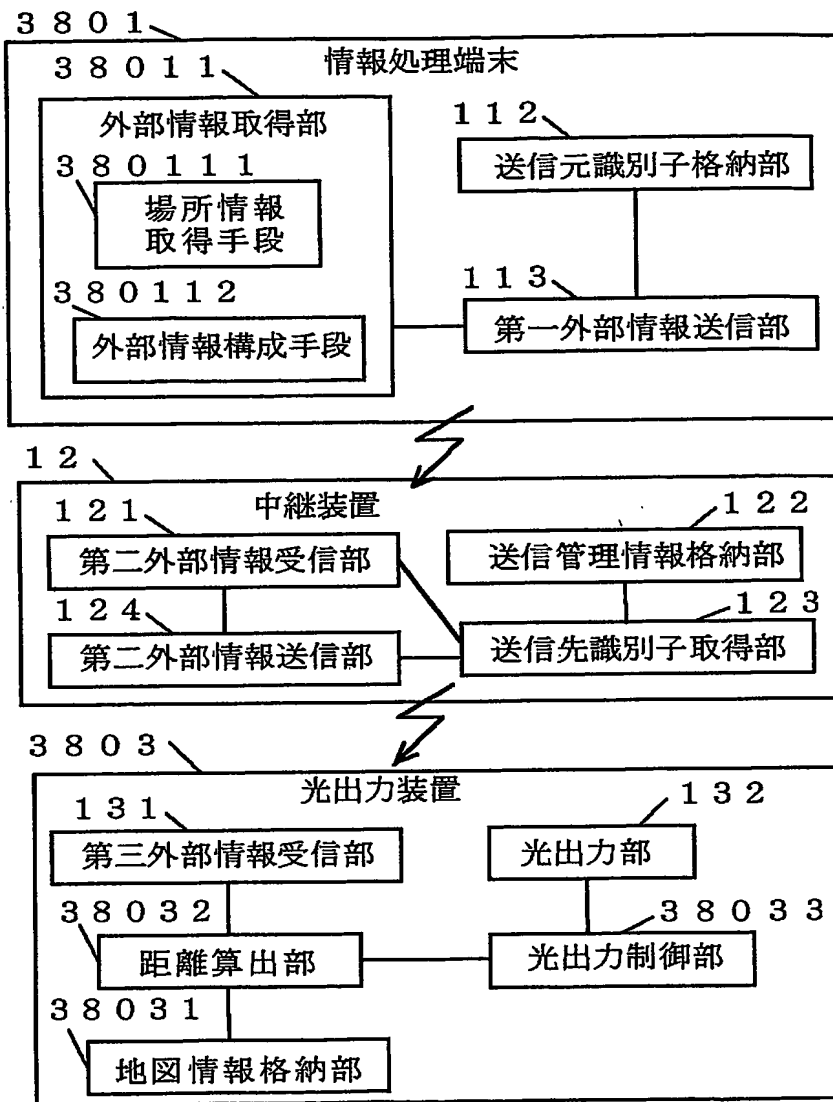 3801
情報処理端末
38011
外部情報取得部
112
送信元識別子格納部
380111
場所情報
取得手段
380112
外部情報構成手段
113
第一外部情報送信部
12
中継装置
121
第二外部情報受信部
122
送信管理情報格納部
124
第二外部情報送信部
123
送信先識別子取得部
3803
光出力装置
131
第三外部情報受信部
132
光出力部
38032
距離算出部
38033
光出力制御部
38031
地図情報格納部